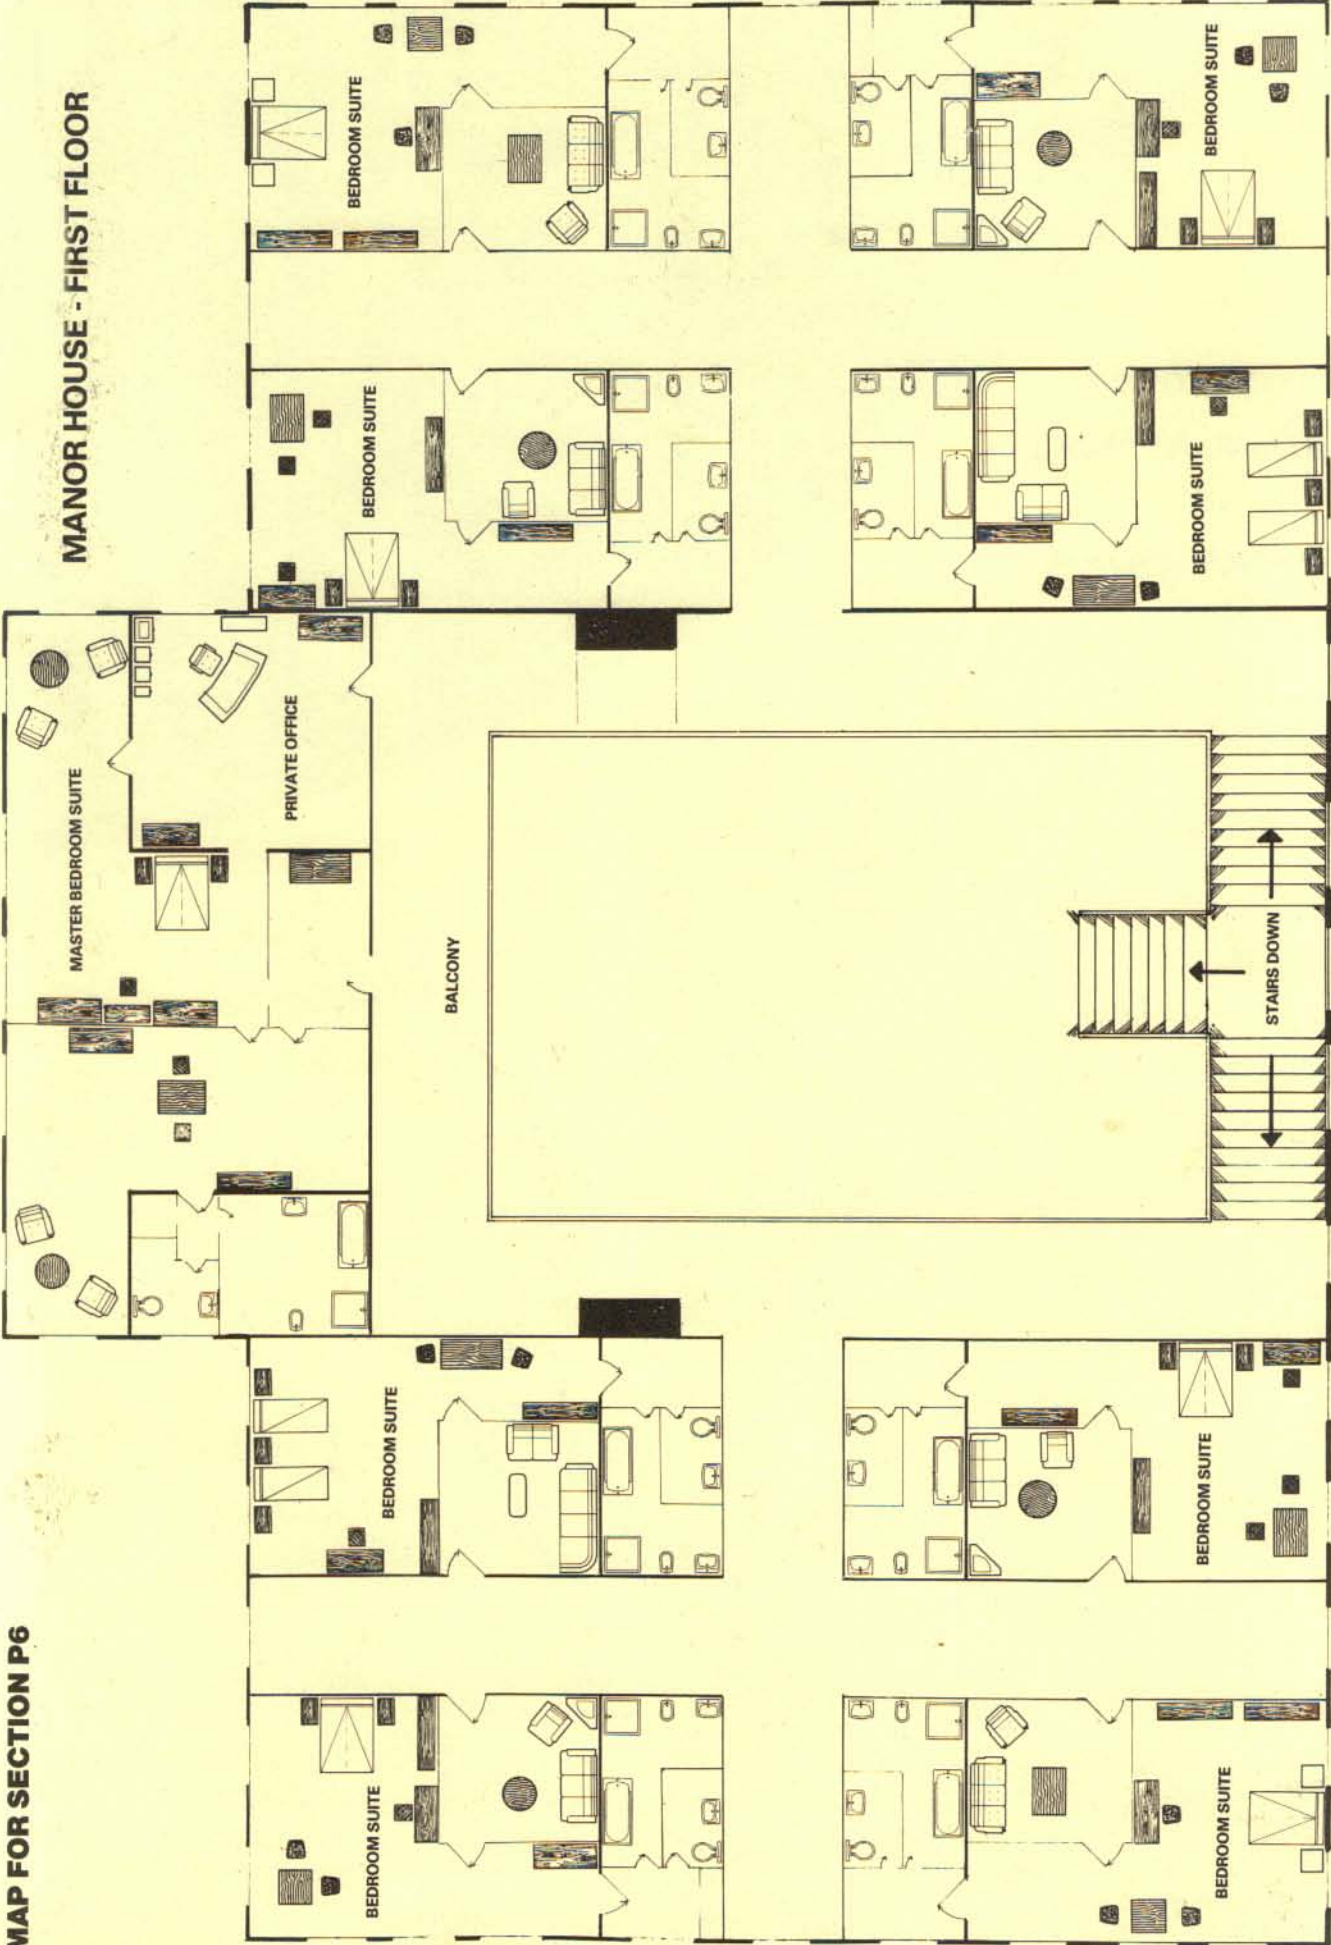 MAP FOR SECTION P6
MANOR HOUSE - FIRST FLOOR
MASTER BEDROOM SUITE
PRIVATE OFFICE
BEDROOM SUITE
BEDROOM SUITE
BEDROOM SUITE
BEDROOM SUITE
BALCONY
BEDROOM SUITE
BEDROOM SUITE
BEDROOM SUITE
BEDROOM SUITE
STAIRS DOWN